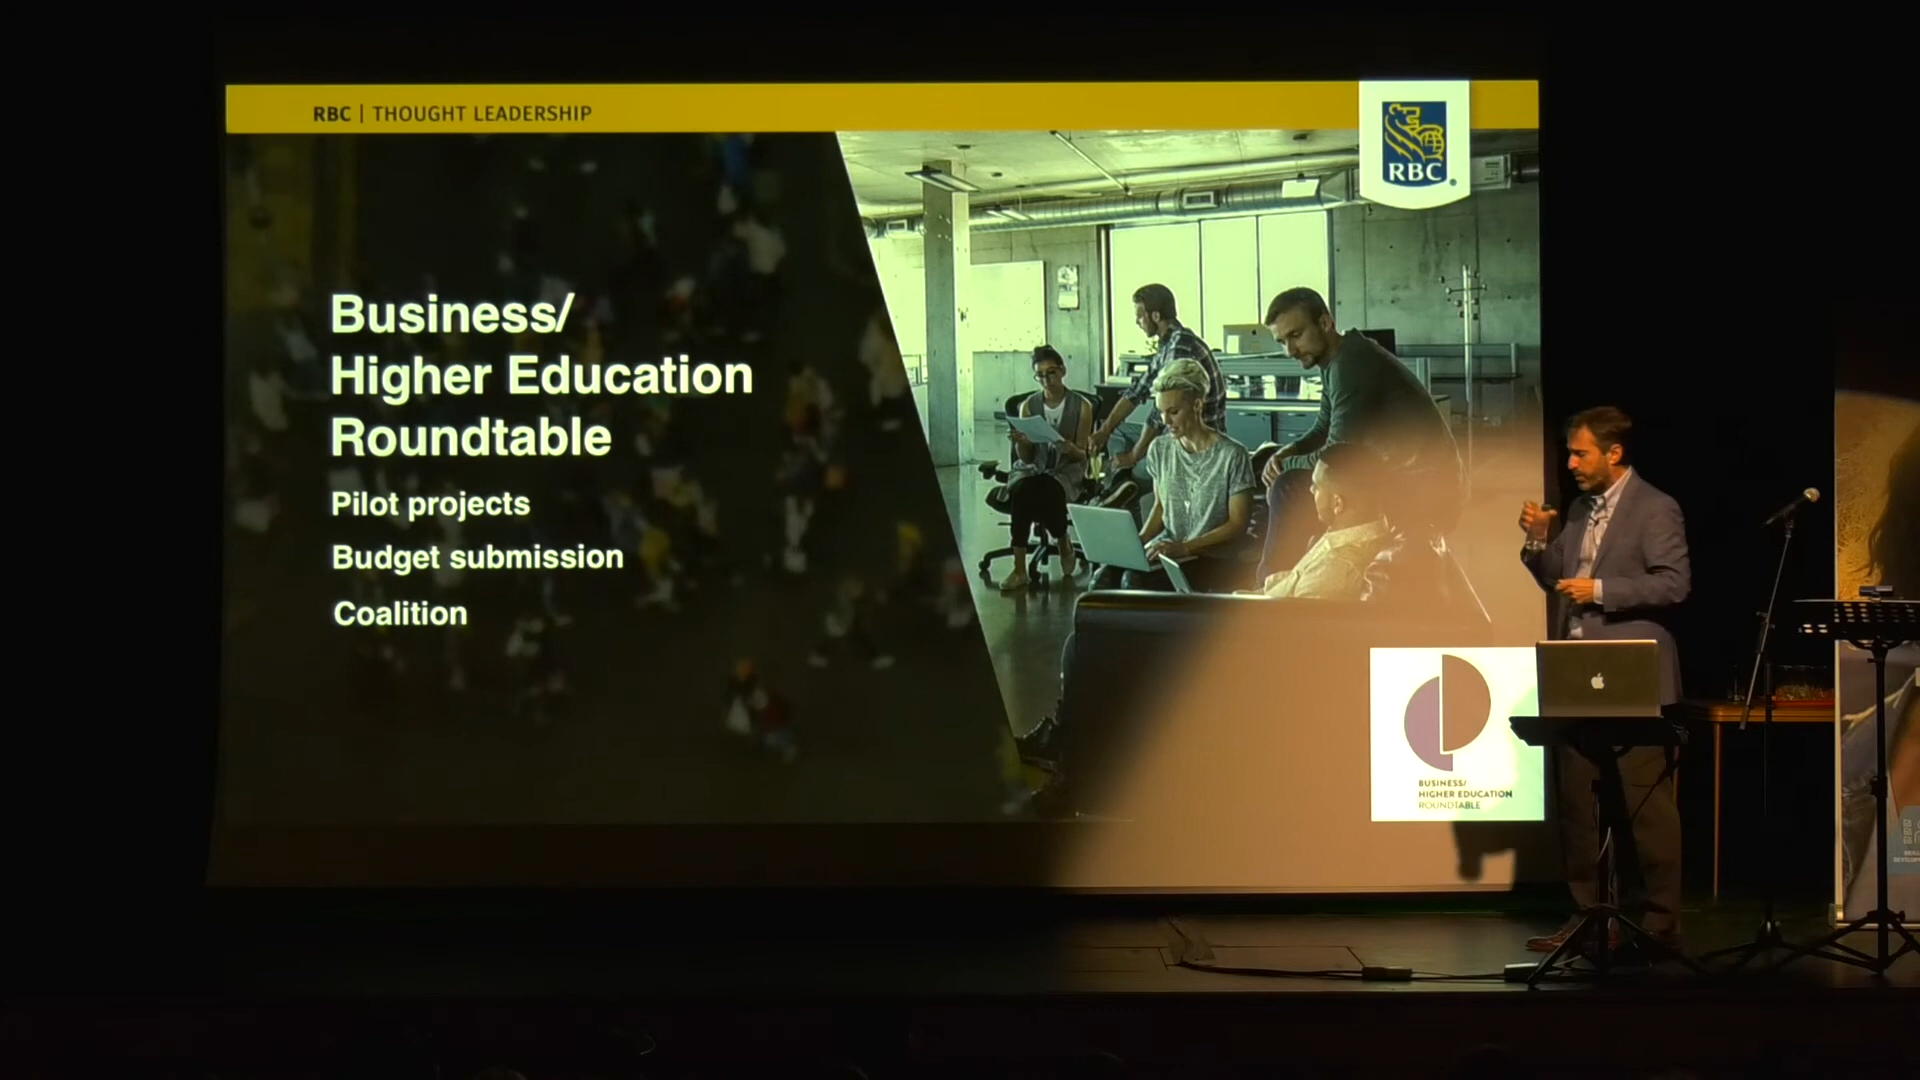 RBC | THOUGHT LEADERSHIP
RBC
Business/
Higher Education
Roundtable
Pilot projects
Budget submission
Coalition
BUSINESS/
HIGHER EDUCATION
ROUNDTABLE